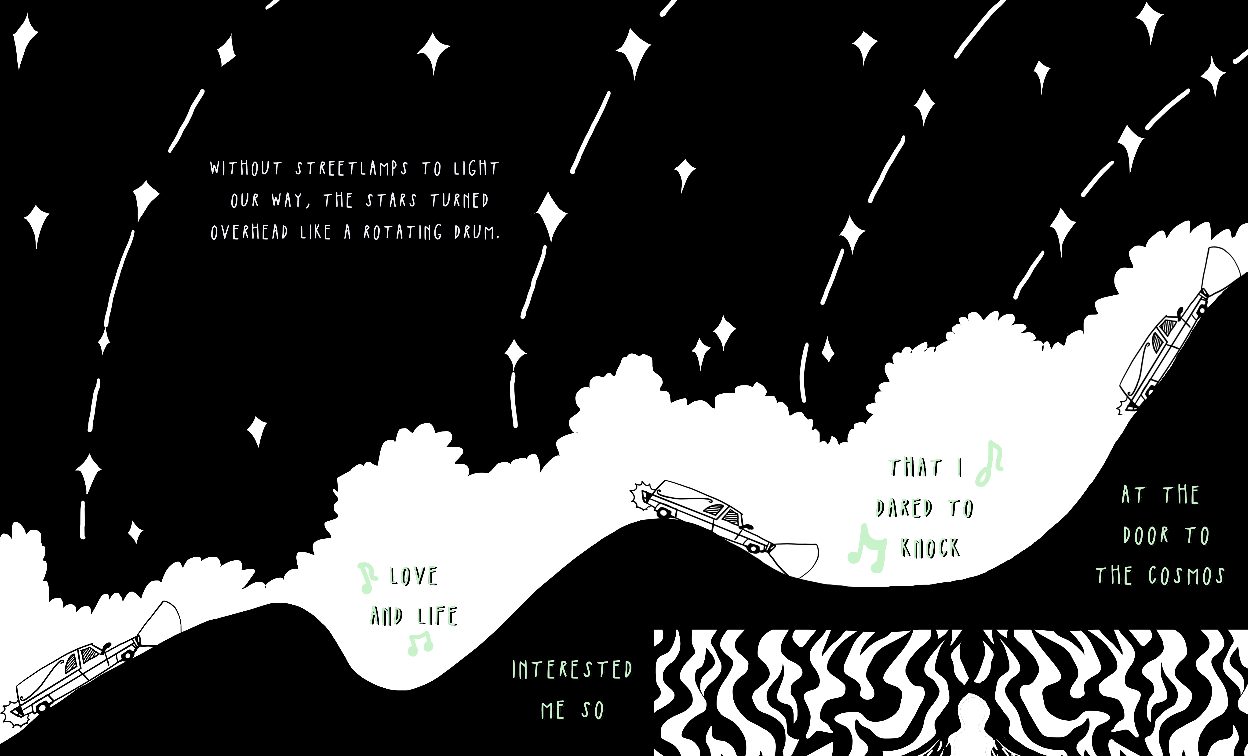 WITHOUT STREETLAMPS TO LIGHT
OUR WAY, THE STARS TURNED
OVERHEAD LIKE A ROTATING DRUM.
LOVE
AND LIFE
INTERESTED
ME SO
THAT I
DARED TO
KNOCK
AT THE
DOOR TO
THE COSMOS